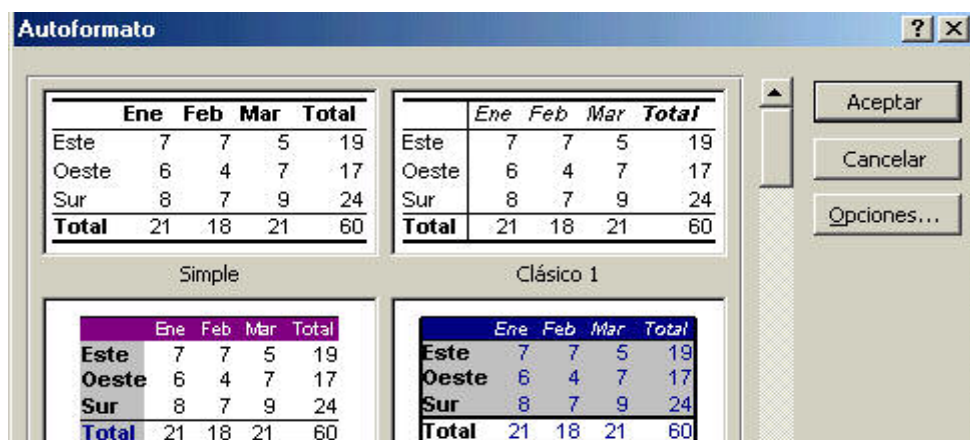 Autoformato
Ene Feb Mar Total
Este 7 7 5 19
Oeste 6 4 7 17
Sur 8 7 9 24
Total 21 18 21 60
Simple
Ene Feb Mar Total
Este 7 7 5 19
Oeste 6 4 7 17
Sur 8 7 9 24
Total 21 18 21 60
Clásico 1
Ene Feb Mar Total
Este 7 7 5 19
Oeste 6 4 7 17
Sur 8 7 9 24
Total 21 18 21 60
Ene Feb Mar Total
Este 7 7 5 19
Oeste 6 4 7 17
Sur 8 7 9 24
Total 21 18 21 60
Aceptar
Cancelar
Opciones...